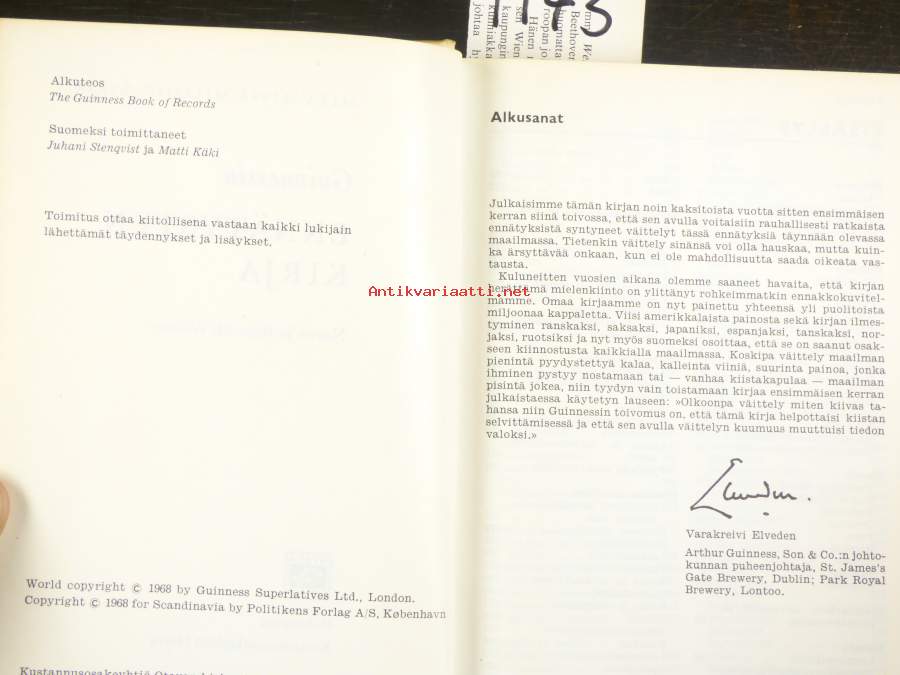 Alkuteos
The Guinness Book of Records
Suomeksi toimittaneet
Juhani Stenqvist ja Matti Käki
Toimitus ottaa kiitollisena vastaan kaikki lukijain
lähettämät täydennykset ja lisäykset.
KIRJA
World copyright © 1968 by Guinness Superlatives Ltd., London.
Copyright © 1968 for Scandinavia by Politikens Forlag A/S, København
Antikvariaatti.net
Alkusanat
Julkaisimme tämän kirjan noin kaksitoista vuotta sitten ensimmäisen
kerran siinä toivossa, että sen avulla voitaisiin rauhallisesti ratkaista
ennätyksistä syntyneet väittelyt tässä ennätyksiä täynnään olevassa
maailmassa. Tietenkin väittely sinänsä voi olla hauskaa, mutta kuin-
ka ärsyttävää onkaan, kun ei ole mahdollisuutta saada oikeata vas-
tausta.
Kuluneitten vuosien aikana olemme saaneet havaita, että kirjan
herättämä mielenkiinto on ylittänyt rohkeimmatkin ennakkokuvitel-
mamme. Omaa kirjaamme on nyt painettu yhteensä yli puolitoista
miljoonaa kappaletta. Viisi amerikkalaista painosta sekä kirjan ilmes-
tyminen ranskaksi, saksaksi, japaniksi, espanjaksi, tanskaksi, nor-
jaksi, ruotsiksi ja nyt myös suomeksi osoittaa, että se on saanut osak-
seen kiinnostusta kaikkialla maailmassa. Koskipa väittely maailman
pienintä pyydystettyä kalaa, kalleinta viiniä, suurinta painoa, jonka
ihminen pystyy nostamaan tai — vanhaa kiistakapulaa — maailman
pisintä jokea, niin tyydyn vain toistamaan kirjaa ensimmäisen kerran
julkaistaessa käytetyn lauseen: »Olkoonpa väittely miten kiivas ta-
hansa niin Guinnessin toivomus on, että tämä kirja helpottaisi kiistan
selvittämisessä ja että sen avulla väittelyn kuumuus muuttuisi tiedon
valoksi.»
Varakreivi Elveden
Arthur Guinness, Son & Co.:n johto-
kunnan puheenjohtaja, St. James's
Gate Brewery, Dublin; Park Royal
Brewery, Lontoo.
Beethoven
Hänen
sen Wien
kaupungin
johtaa